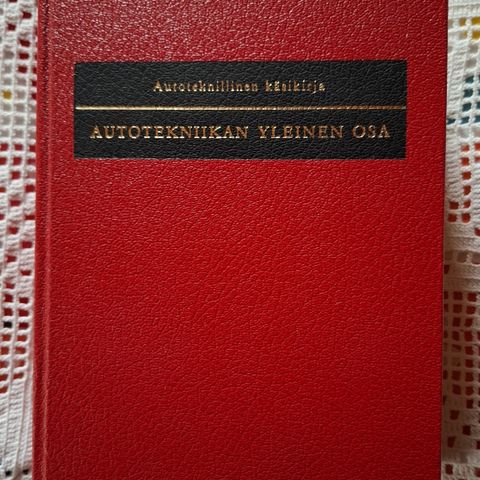 Autoteknillinen käsikirja
AUTOTEKNIIKAN YLEINEN OSA